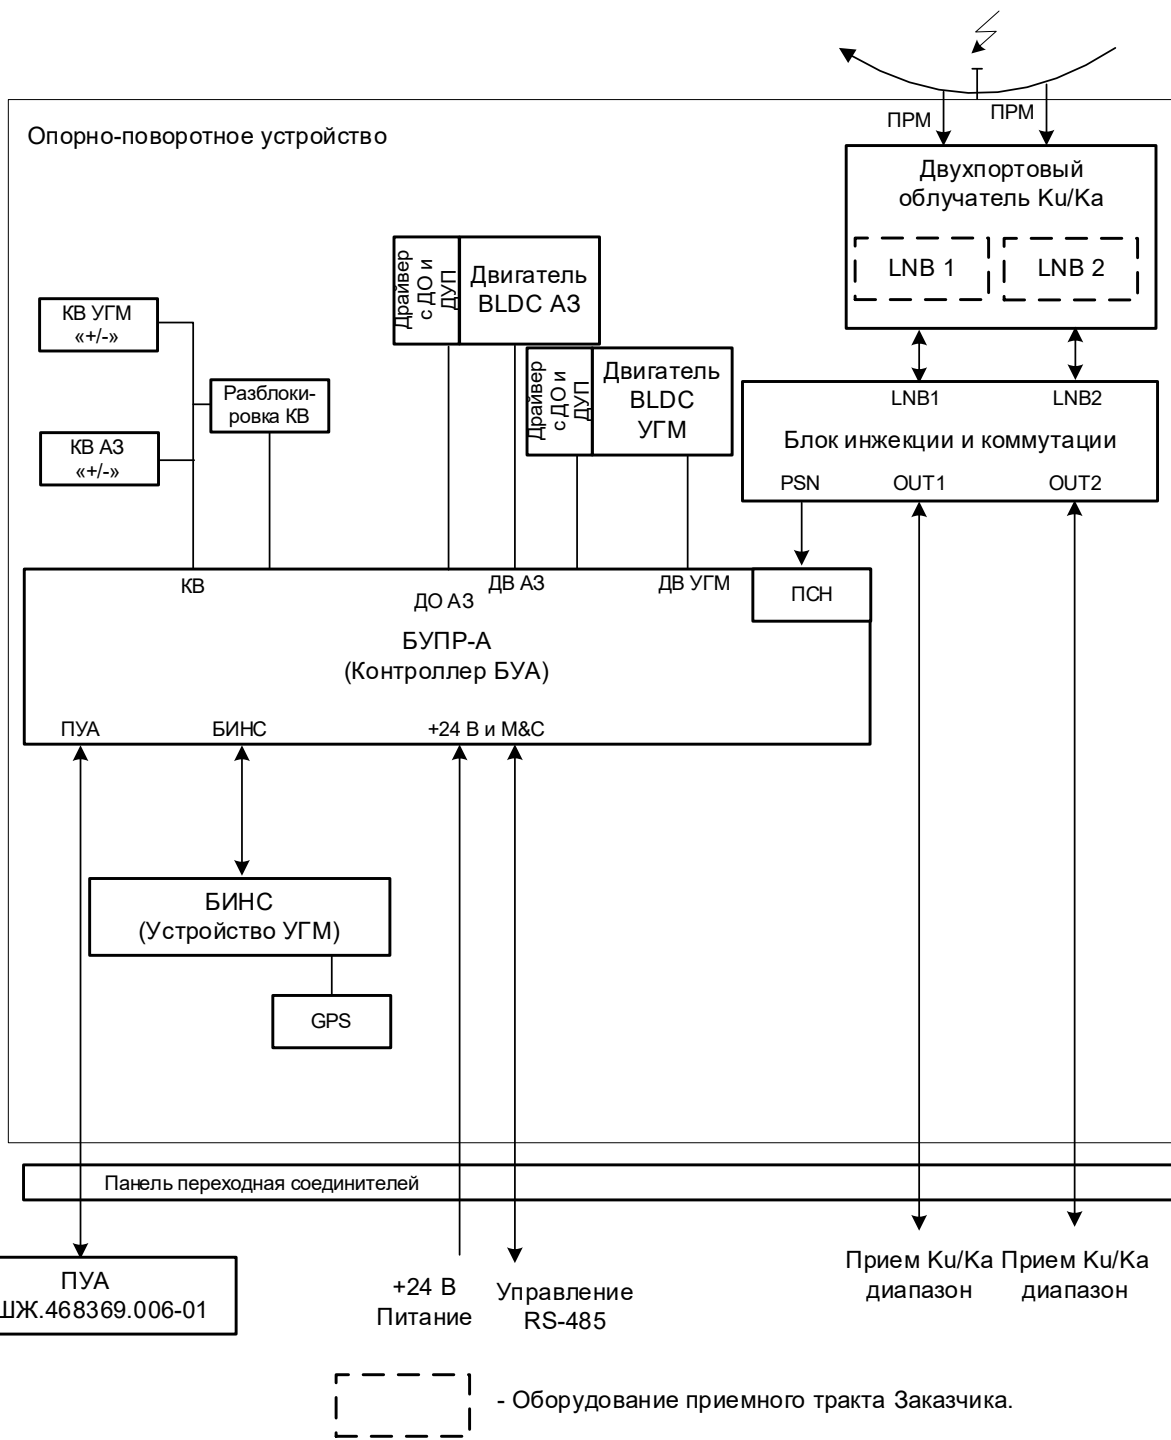 Опорно-поворотное устройство
ПРМ
ПРМ
Двухпортовый
облучатель Ku/Ka
LNB 1
LNB 2
Драйвер
с ДО и
ДУП
Двигатель
BLDC АЗ
КВ УГМ
«+/-»
Разблоки-
ровка КВ
КВ АЗ
«+/-»
Драйвер
с ДО и
ДУП
Двигатель
BLDC
УГМ
LNB1
LNB2
Блок инжекции и коммутации
PSN
OUT1
OUT2
КВ
ДО АЗ
ДВ АЗ
ДВ УГМ
ПСН
БУПР-А
(Контроллер БУА)
ПУА
БИНС
+24 В и M&C
БИНС
(Устройство УГМ)
GPS
Панель переходная соединителей
ПУА
ШЖ.468369.006-01
+24 В
Питание
Управление
RS-485
Прием Ku/Ka
диапазон
Прием Ku/Ka
диапазон
- Оборудование приемного тракта Заказчика.